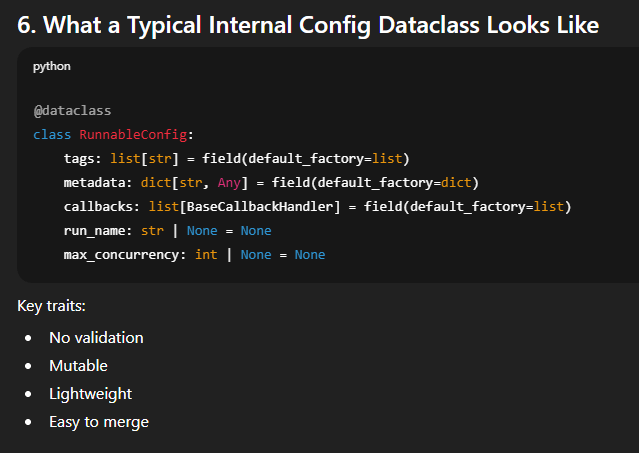 6. What a Typical Internal Config Dataclass Looks Like
python
@dataclass
class RunnableConfig:
    tags: list[str] = field(default_factory=list)
    metadata: dict[str, Any] = field(default_factory=dict)
    callbacks: list[BaseCallbackHandler] = field(default_factory=list)
    run_name: str | None = None
    max_concurrency: int | None = None
Key traits:
• No validation
• Mutable
• Lightweight
• Easy to merge